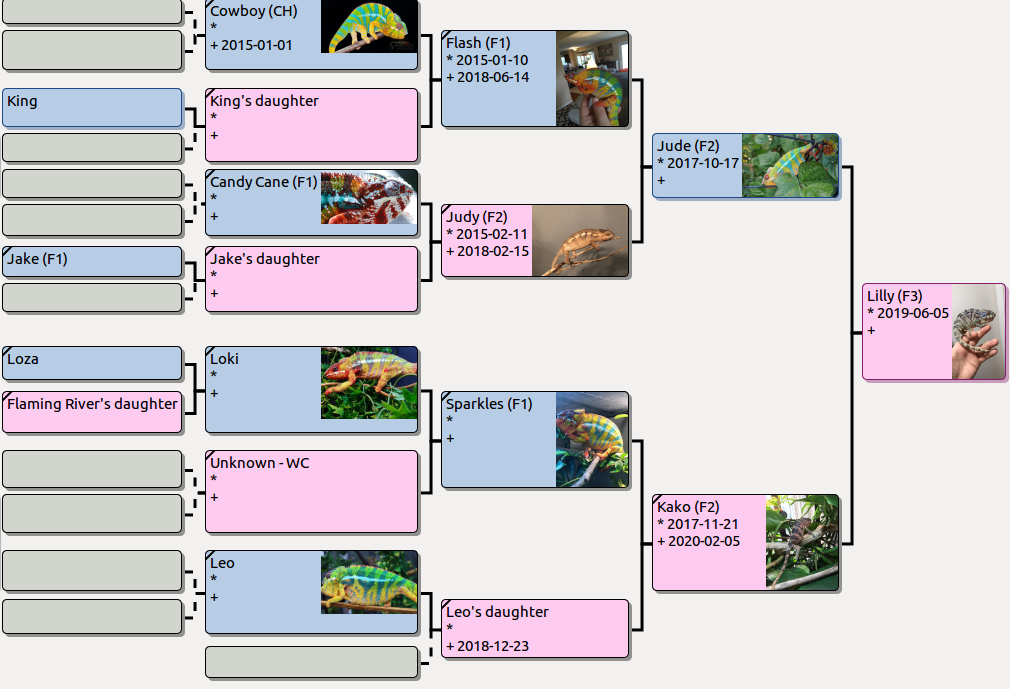 Cowboy (CH)
*
+ 2015-01-01
King
King's daughter
*
+
Candy Cane (F1)
*
+
Jake (F1)
Jake's daughter
*
+
Loza
Flaming River's daughter
Loki
*
+
Unknown - WC
*
+
Leo
*
+
Flash (F1)
* 2015-01-10
+ 2018-06-14
Judy (F2)
* 2015-02-11
+ 2018-02-15
Sparkles (F1)
*
+
Leo's daughter
*
+ 2018-12-23
Jude (F2)
* 2017-10-17
+
Kako (F2)
* 2017-11-21
+ 2020-02-05
Lilly (F3)
* 2019-06-05
+